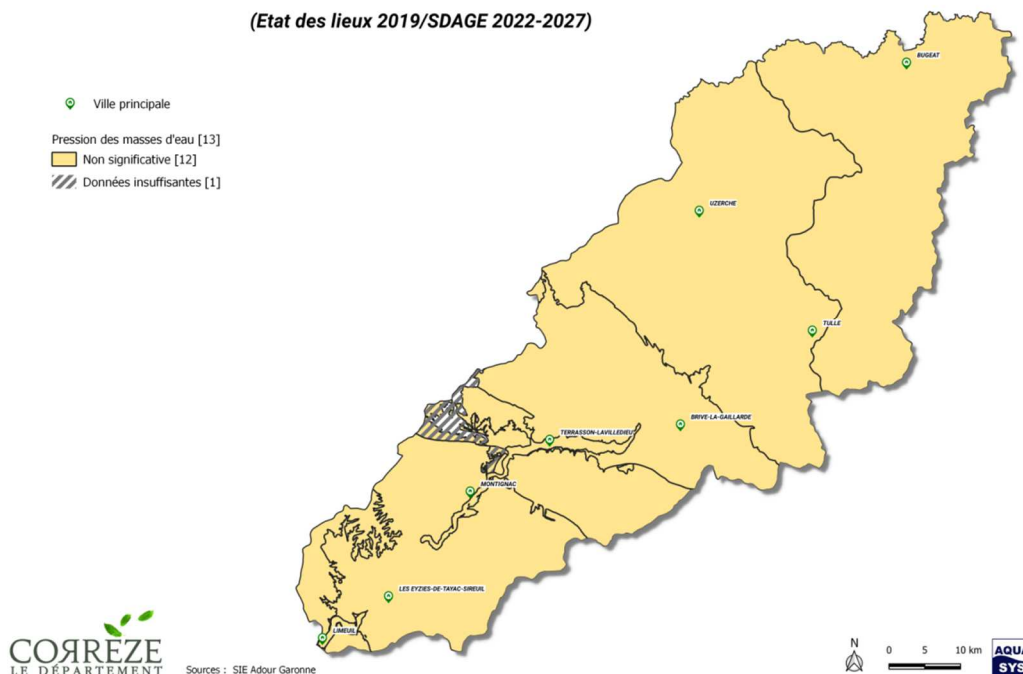 (Etat des lieux 2019/SDAGE 2022-2027)
BUGEAT
Ville principale
Pression des masses d'eau [13]
Non significative [12]
Données insuffisantes [1]
UZERCHE
TULLE
BRIVE-LA-GAILLARDE
TERRASSON-LAVILLEDIEU
MONTIGNAC
LES EYZIES-DE-TAYAC-SIREUIL
LIMEUIL
CORRÈZE
LE DÉPARTEMENT
Sources : SIE Adour Garonne
N
0 5 10 km
AQUA
SYS